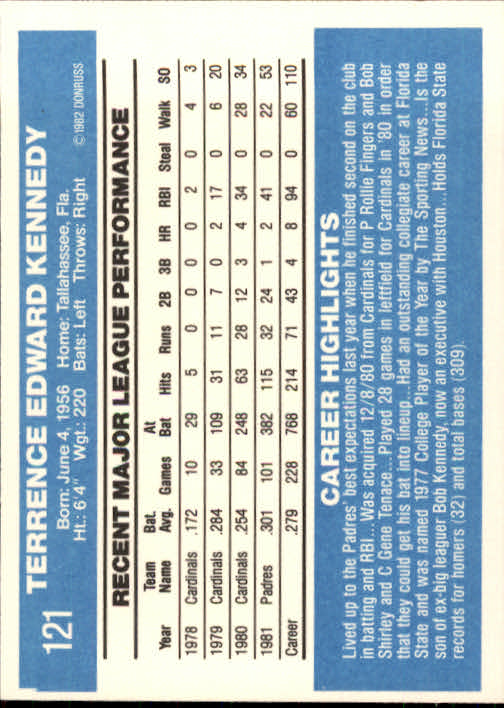 121
TERRENCE EDWARD KENNEDY
Born: June 4, 1956 Home: Tallahassee, Fla.
Ht.: 6'4" Wgt.: 220 Bats: Left Throws: Right ©1982 DONRUSS
RECENT MAJOR LEAGUE PERFORMANCE
Year Team Name Bat. Avg. Games At Bat Hits Runs 2B 3B HR RBI Steal Walk SO
1978 Cardinals .172 10 29 5 0 0 0 0 2 0 4 3
1979 Cardinals .284 33 109 31 11 7 0 2 17 0 6 20
1980 Cardinals .254 84 248 63 28 12 3 4 34 0 28 34
1981 Padres .301 101 382 115 32 24 1 2 41 0 22 53
Career .279 228 768 214 71 43 4 8 94 0 60 110
CAREER HIGHLIGHTS
Lived up to the Padres' best expectations last year when he finished second on the club
in batting and RBI...Was acquired 12/8/80 from Cardinals for P Rollie Fingers and Bob
Shirley and C Gene Tenace...Played 28 games in leftfield for Cardinals in '80 in order
that they could get his bat into lineup...Had an outstanding collegiate career at Florida
State and was named 1977 College Player of the Year by The Sporting News...Is the
son of ex-big leaguer Bob Kennedy, now an executive with Houston...Holds Florida State
records for homers (32) and total bases (309).